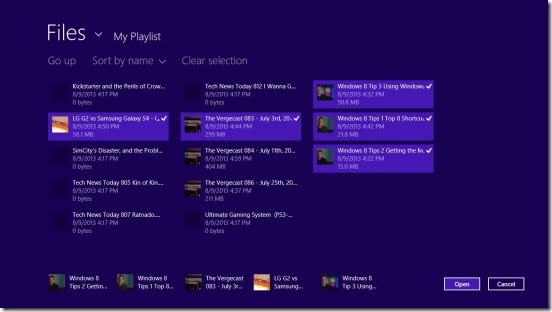 Files
My Playlist
Go up
Sort by name
Clear selection
Kickstarter and the Perils of Crow...
8/9/2013 4:17 PM
0 bytes
LG G2 vs Samsung Galaxy S4 -
8/9/2013 4:50 PM
58.1 MB
SimCity's Disaster, and the Probl...
8/9/2013 4:17 PM
0 bytes
Tech News Today 805 Kin of Kin...
8/9/2013 4:17 PM
0 bytes
Tech News Today 807 Ratnado...
8/9/2013 4:17 PM
0 bytes
Tech News Today 812 I Wanna G...
8/9/2013 4:17 PM
0 bytes
The Vergecast 083 - July 3rd, 20...
8/9/2013 4:44 PM
299 MB
The Vergecast 084 - July 11th, 20...
8/9/2013 4:59 PM
404 MB
The Vergecast 086 - July 25th, 20...
8/9/2013 4:37 PM
211 MB
Ultimate Gaming System (PS3-
8/9/2013 4:17 PM
0 bytes
Windows 8 Tip 3 Using Window
8/9/2013 4:32 PM
50.8 MB
Windows 8 Tips 1 Top 8 Shortcu
8/9/2013 4:42 PM
25.8 MB
Windows 8 Tips 2 Getting the
8/9/2013 4:22 PM
15.0 MB
Windows 8
Tips 2 Gettin...
Windows 8
Tips 1 Top 8...
The Vergecast
083 - July 3r...
LG G2 vs
Samsung...
Windows 8
Tip 3 Using...
Open
Cancel